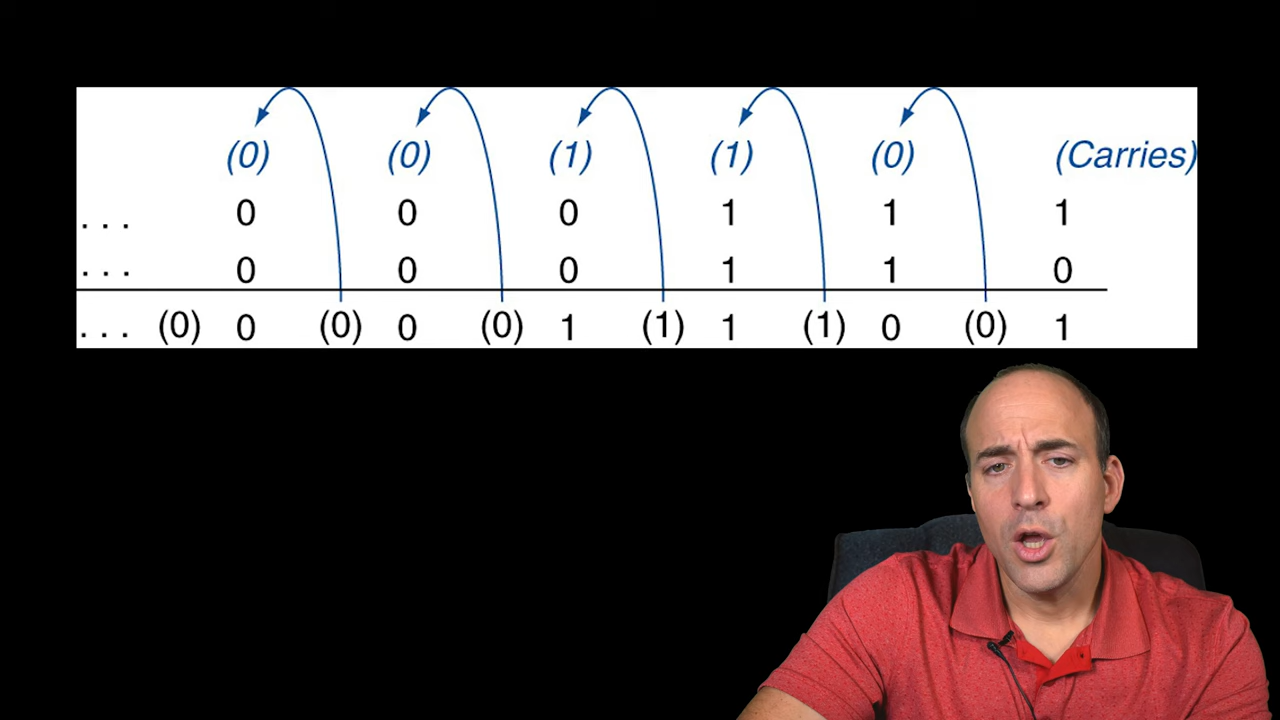 (0) (0) (1) (1) (0) (Carries)
. . . 0 0 0 1 1 1
. . . 0 0 0 1 1 0
. . . (0) 0 (0) 0 (0) 1 (1) 1 (1) 0 (0) 1